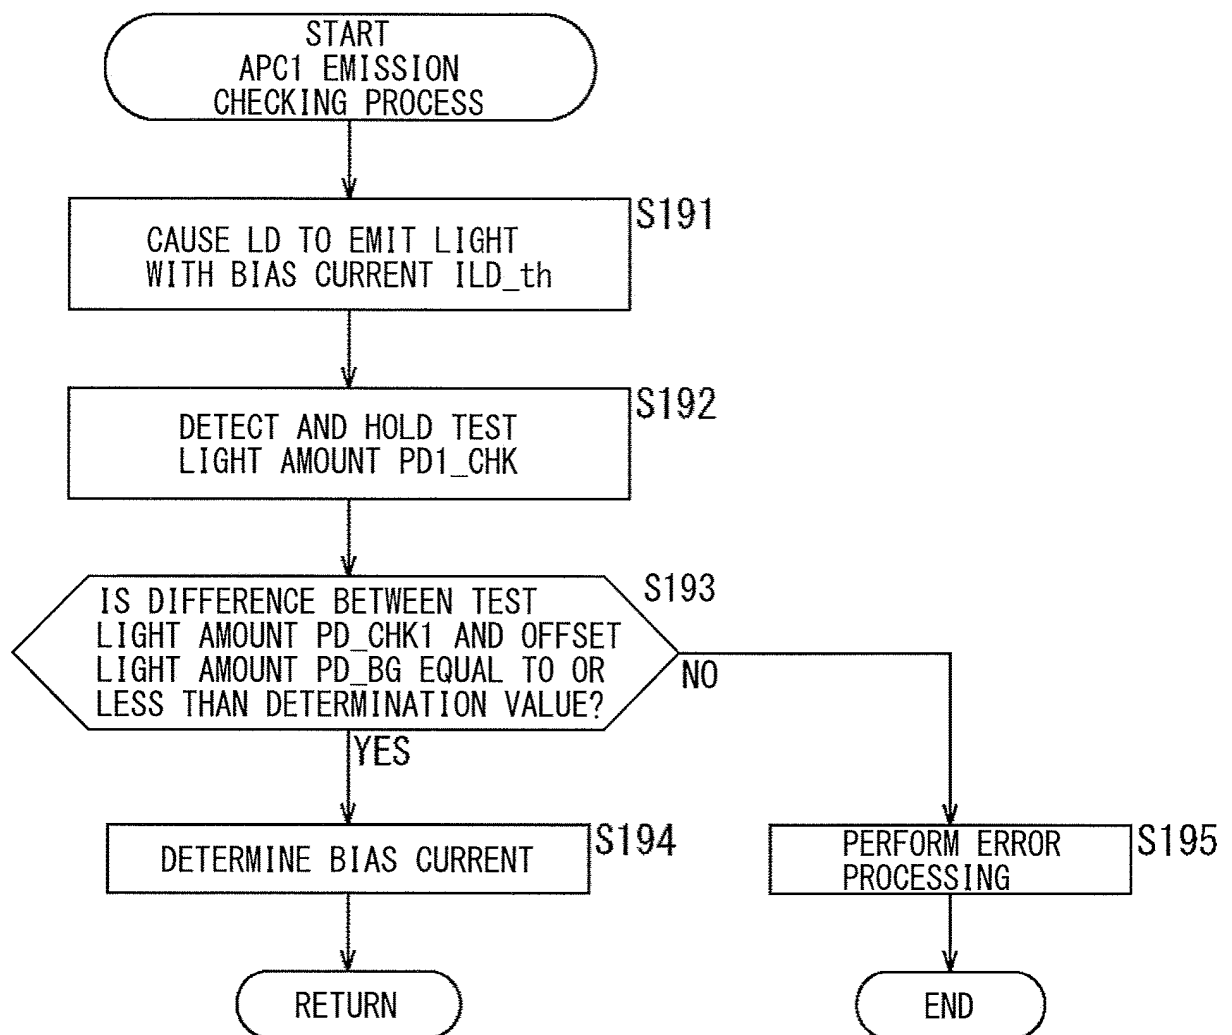 START
APC1 EMISSION
CHECKING PROCESS
S191
CAUSE LD TO EMIT LIGHT
WITH BIAS CURRENT ILD_th
S192
DETECT AND HOLD TEST
LIGHT AMOUNT PD1_CHK
S193
IS DIFFERENCE BETWEEN TEST
LIGHT AMOUNT PD_CHK1 AND OFFSET
LIGHT AMOUNT PD_BG EQUAL TO OR
LESS THAN DETERMINATION VALUE?
NO
YES
S194
DETERMINE BIAS CURRENT
S195
PERFORM ERROR
PROCESSING
RETURN
END